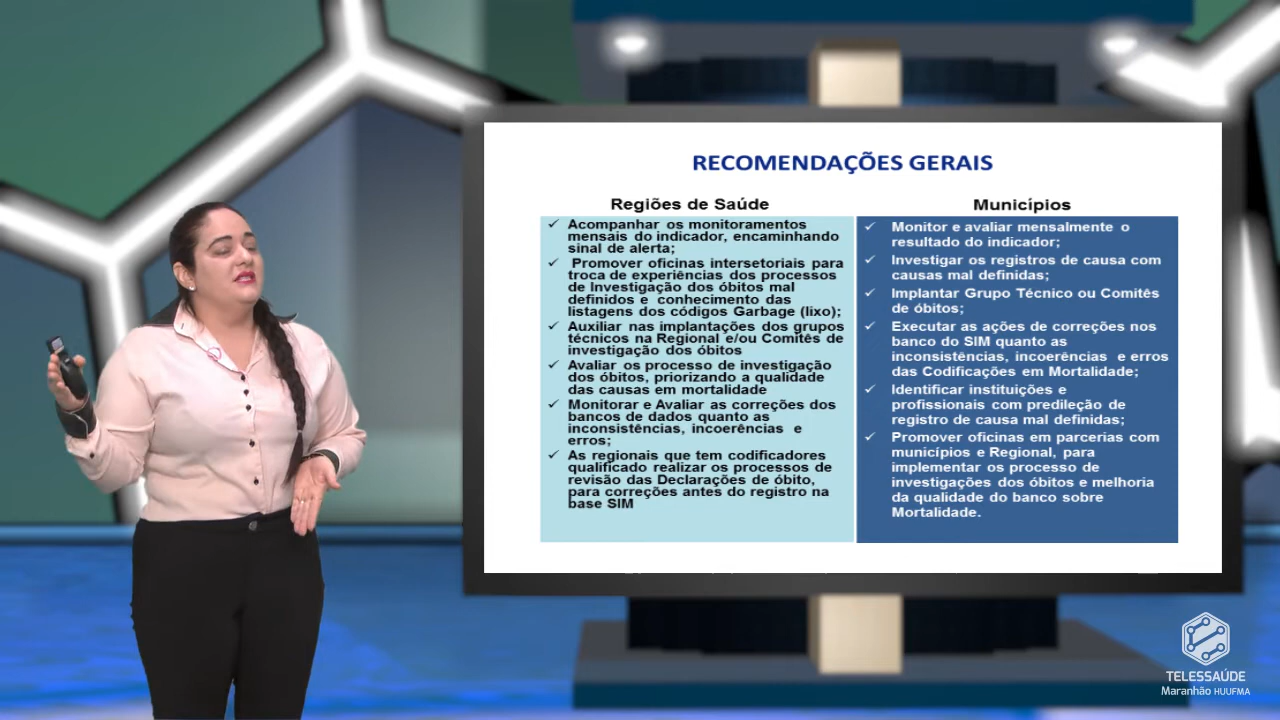 RECOMENDAÇÕES GERAIS
Regiões de Saúde
✓ Acompanhar os monitoramentos
mensais do indicador, encaminhando
sinal de alerta;
✓ Promover oficinas intersetoriais para
troca de experiências dos processos
de Investigação dos óbitos mal
definidos e conhecimento das
listagens dos códigos Garbage (lixo);
✓ Auxiliar nas implantações dos grupos
técnicos na Regional e/ou Comitês de
investigação dos óbitos
✓ Avaliar os processo de investigação
dos óbitos, priorizando a qualidade
das causas em mortalidade
✓ Monitorar e Avaliar as correções dos
bancos de dados quanto as
inconsistências, incoerências e
erros;
✓ As regionais que tem codificadores
qualificado realizar os processos de
revisão das Declarações de óbito,
para correções antes do registro na
base SIM
Municípios
✓ Monitor e avaliar mensalmente o
resultado do indicador;
✓ Investigar os registros de causa com
causas mal definidas;
✓ Implantar Grupo Técnico ou Comitês
de óbitos;
✓ Executar as ações de correções nos
banco do SIM quanto as
inconsistências, incoerências e erros
das Codificações em Mortalidade;
✓ Identificar instituições e
profissionais com predileção de
registro de causa mal definidas;
✓ Promover oficinas em parcerias com
municípios e Regional, para
implementar os processo de
investigações dos óbitos e melhoria
da qualidade do banco sobre
Mortalidade.
TELESSAÚDE
Maranhão HUUFMA